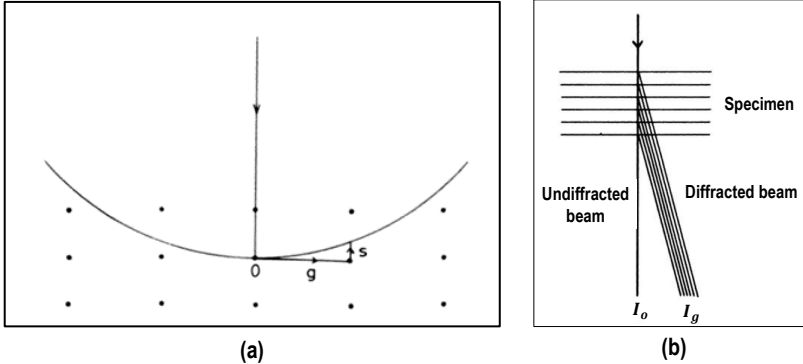 0
g
s
(a)
Specimen
Undiffracted
beam
Diffracted beam
I_o
I_g
(b)